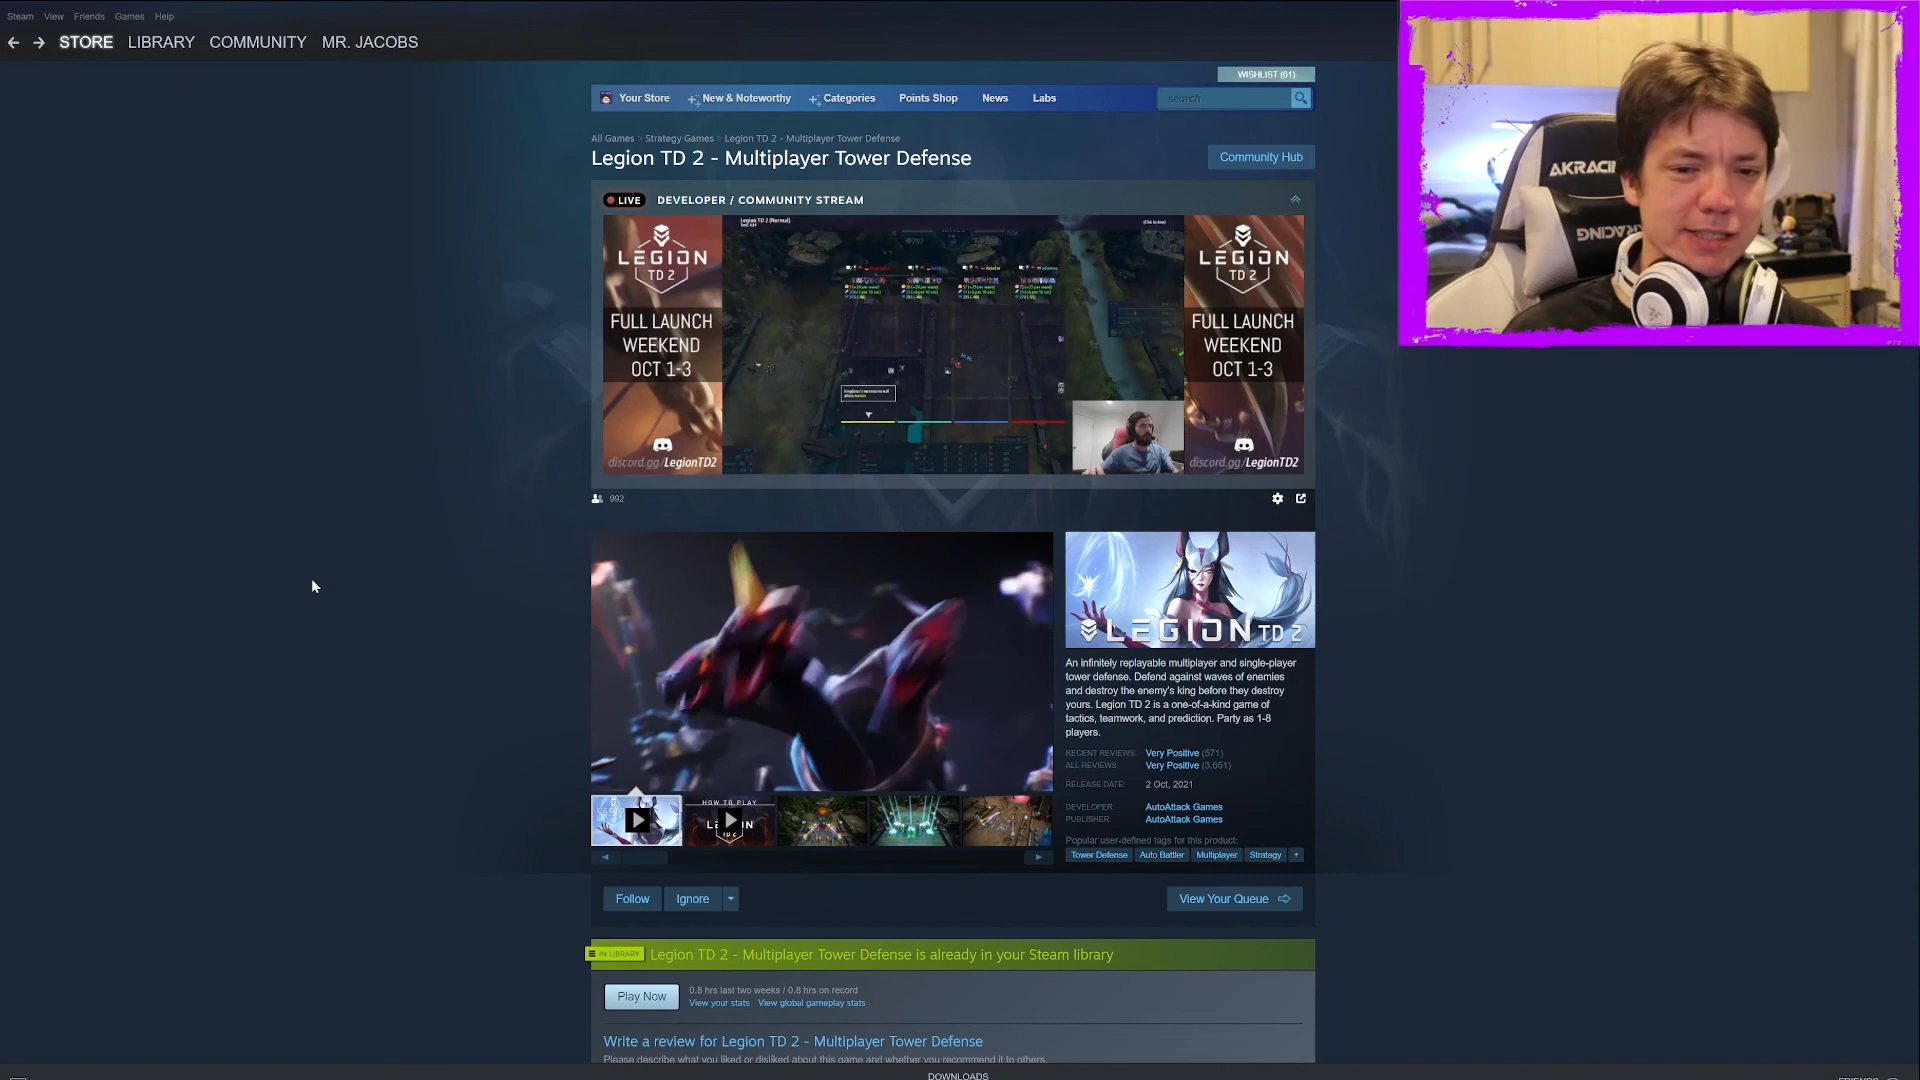 Steam View Friends Games Help
STORE LIBRARY COMMUNITY MR. JACOBS
WISHLIST (61)
Your Store New & Noteworthy Categories Points Shop News Labs search
All Games > Strategy Games > Legion TD 2 - Multiplayer Tower Defense
Legion TD 2 - Multiplayer Tower Defense
Community Hub
LIVE DEVELOPER / COMMUNITY STREAM
Legion TD 2 (Normal)
797
LEGION
TD 2
FULL LAUNCH
WEEKEND
OCT 1-3
discord.gg/LegionTD2
LEGION
TD 2
FULL LAUNCH
WEEKEND
OCT 1-3
discord.gg/LegionTD2
992
LEGION TD 2
An infinitely replayable multiplayer and single-player
tower defense. Defend against waves of enemies
and destroy the enemy's king before they destroy
yours. Legion TD 2 is a one-of-a-kind game of
tactics, teamwork, and prediction. Party as 1-8
players.
RECENT REVIEWS: Very Positive (571)
ALL REVIEWS: Very Positive (3,651)
RELEASE DATE: 2 Oct, 2021
DEVELOPER: AutoAttack Games
PUBLISHER: AutoAttack Games
Popular user-defined tags for this product:
Tower Defense Auto Battler Multiplayer Strategy +
HOW TO PLAY
Follow Ignore
View Your Queue
IN LIBRARY Legion TD 2 - Multiplayer Tower Defense is already in your Steam library
Play Now
0.8 hrs last two weeks / 0.8 hrs on record
View your stats View global gameplay stats
Write a review for Legion TD 2 - Multiplayer Tower Defense
Please describe what you liked or disliked about this game and whether you recommend it to others.
DOWNLOADS
AKRACIN
RACING